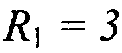 R₁ = 3